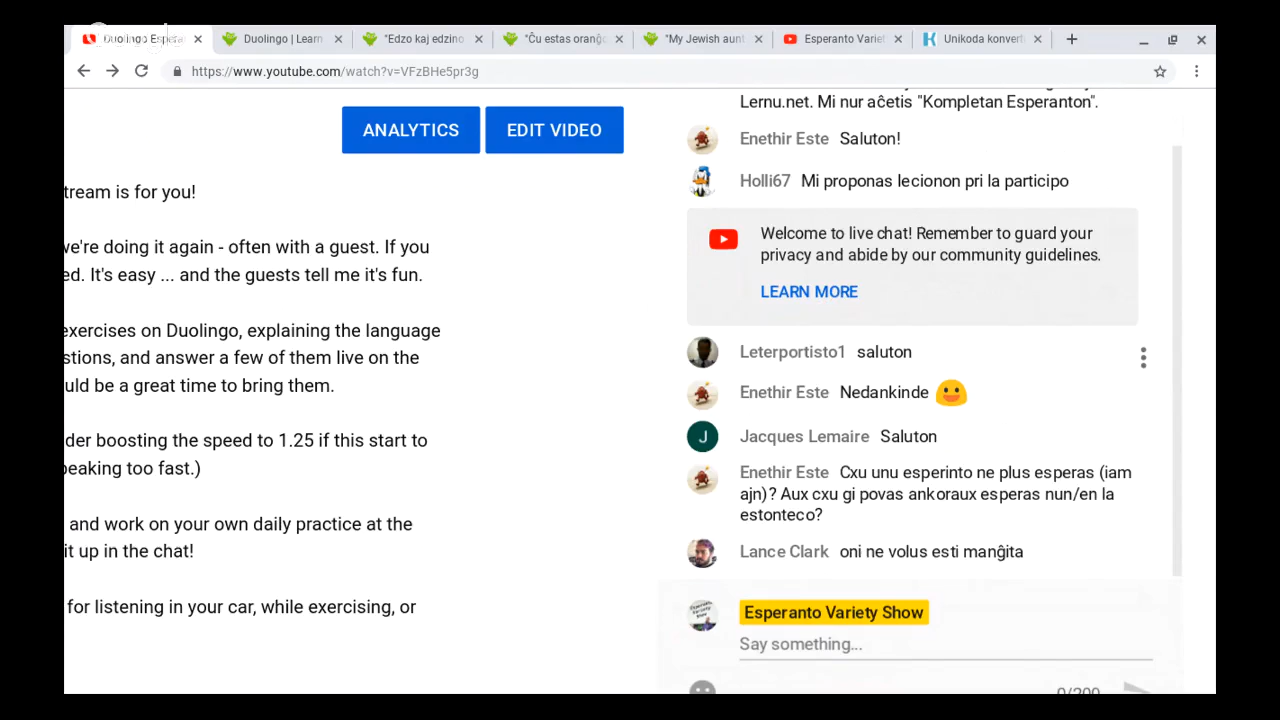 Duolingo Espera
Duolingo | Learn
"Edzo kaj edzino
"Ĉu estas oranĝ
"My Jewish aunt
Esperanto Variet
Unikoda konvert
https://www.youtube.com/watch?v=VFzBHe5pr3g
ANALYTICS
EDIT VIDEO
tream is for you!
we're doing it again - often with a guest. If you
ed. It's easy ... and the guests tell me it's fun.
exercises on Duolingo, explaining the language
stions, and answer a few of them live on the
uld be a great time to bring them.
der boosting the speed to 1.25 if this start to
peaking too fast.)
and work on your own daily practice at the
it up in the chat!
for listening in your car, while exercising, or
Lernu.net. Mi nur aĉetis "Kompletan Esperanton".
Enethir Este Saluton!
Holli67 Mi proponas lecionon pri la participo
Welcome to live chat! Remember to guard your
privacy and abide by our community guidelines.
LEARN MORE
Leterportisto1 saluton
Enethir Este Nedankinde
J
Jacques Lemaire Saluton
Enethir Este Cxu unu esperinto ne plus esperas (iam
ajn)? Aux cxu gi povas ankoraux esperas nun/en la
estonteco?
Lance Clark oni ne volus esti manĝita
Esperanto Variety Show
Say something...
0/200